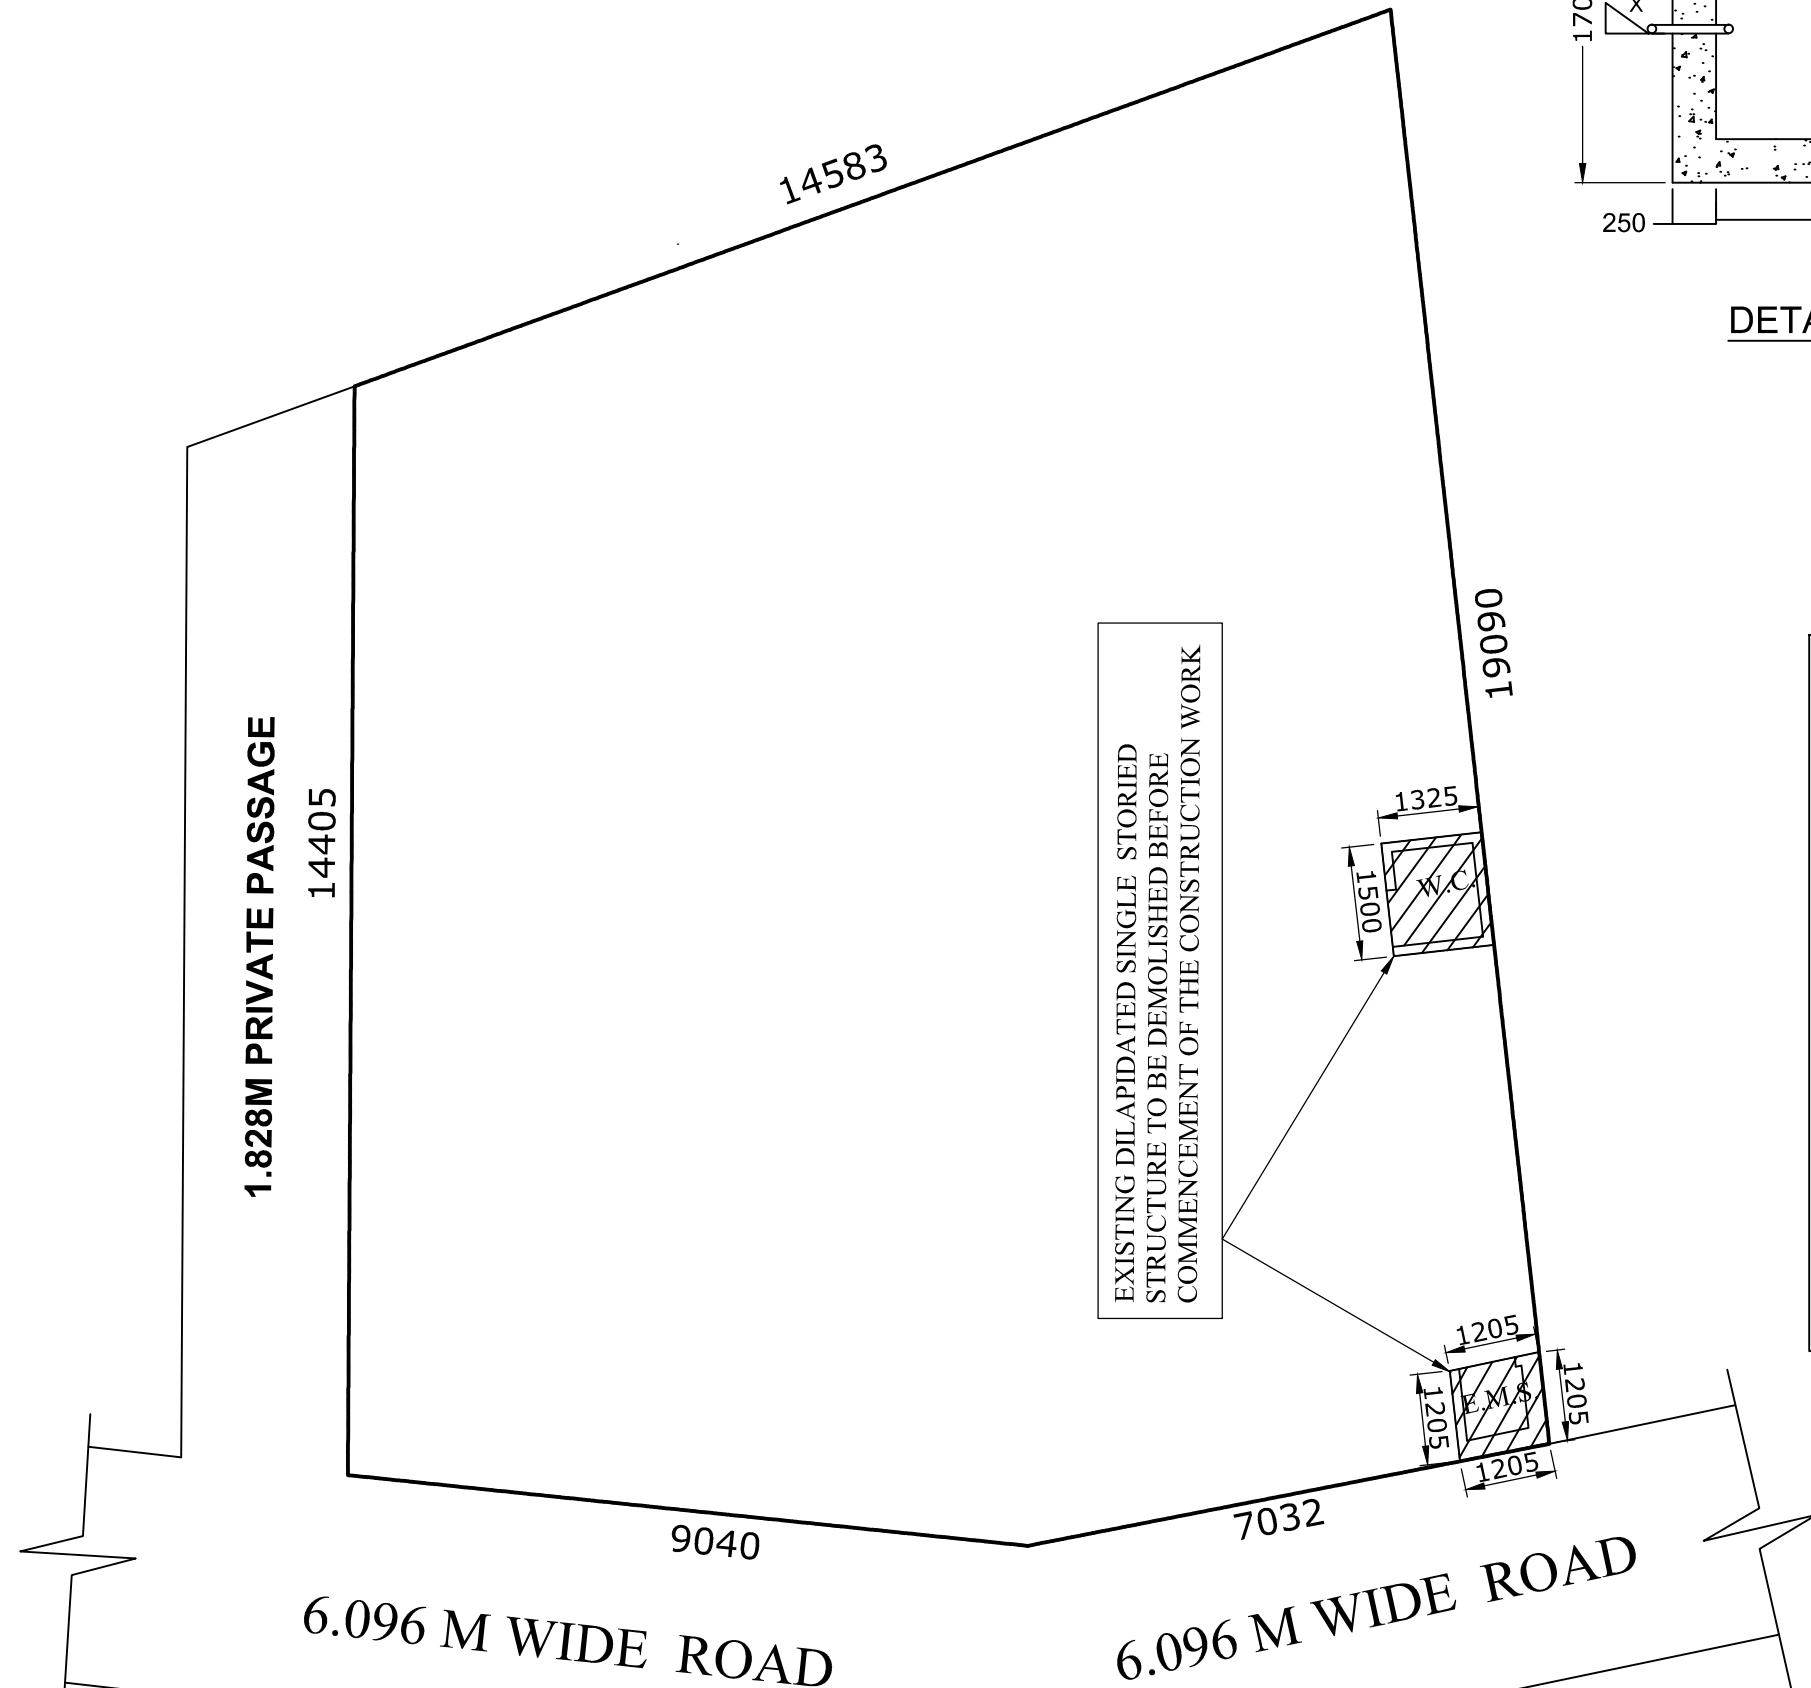 170
X
250
DETA
14583
19090
1.828M PRIVATE PASSAGE
14405
EXISTING DILAPIDATED SINGLE STORIED
STRUCTURE TO BE DEMOLISHED BEFORE
COMMENCEMENT OF THE CONSTRUCTION WORK
1325
1500
W.C.
1205
1205
E.M.S.
1205
1205
9040
7032
6.096 M WIDE ROAD
6.096 M WIDE ROAD